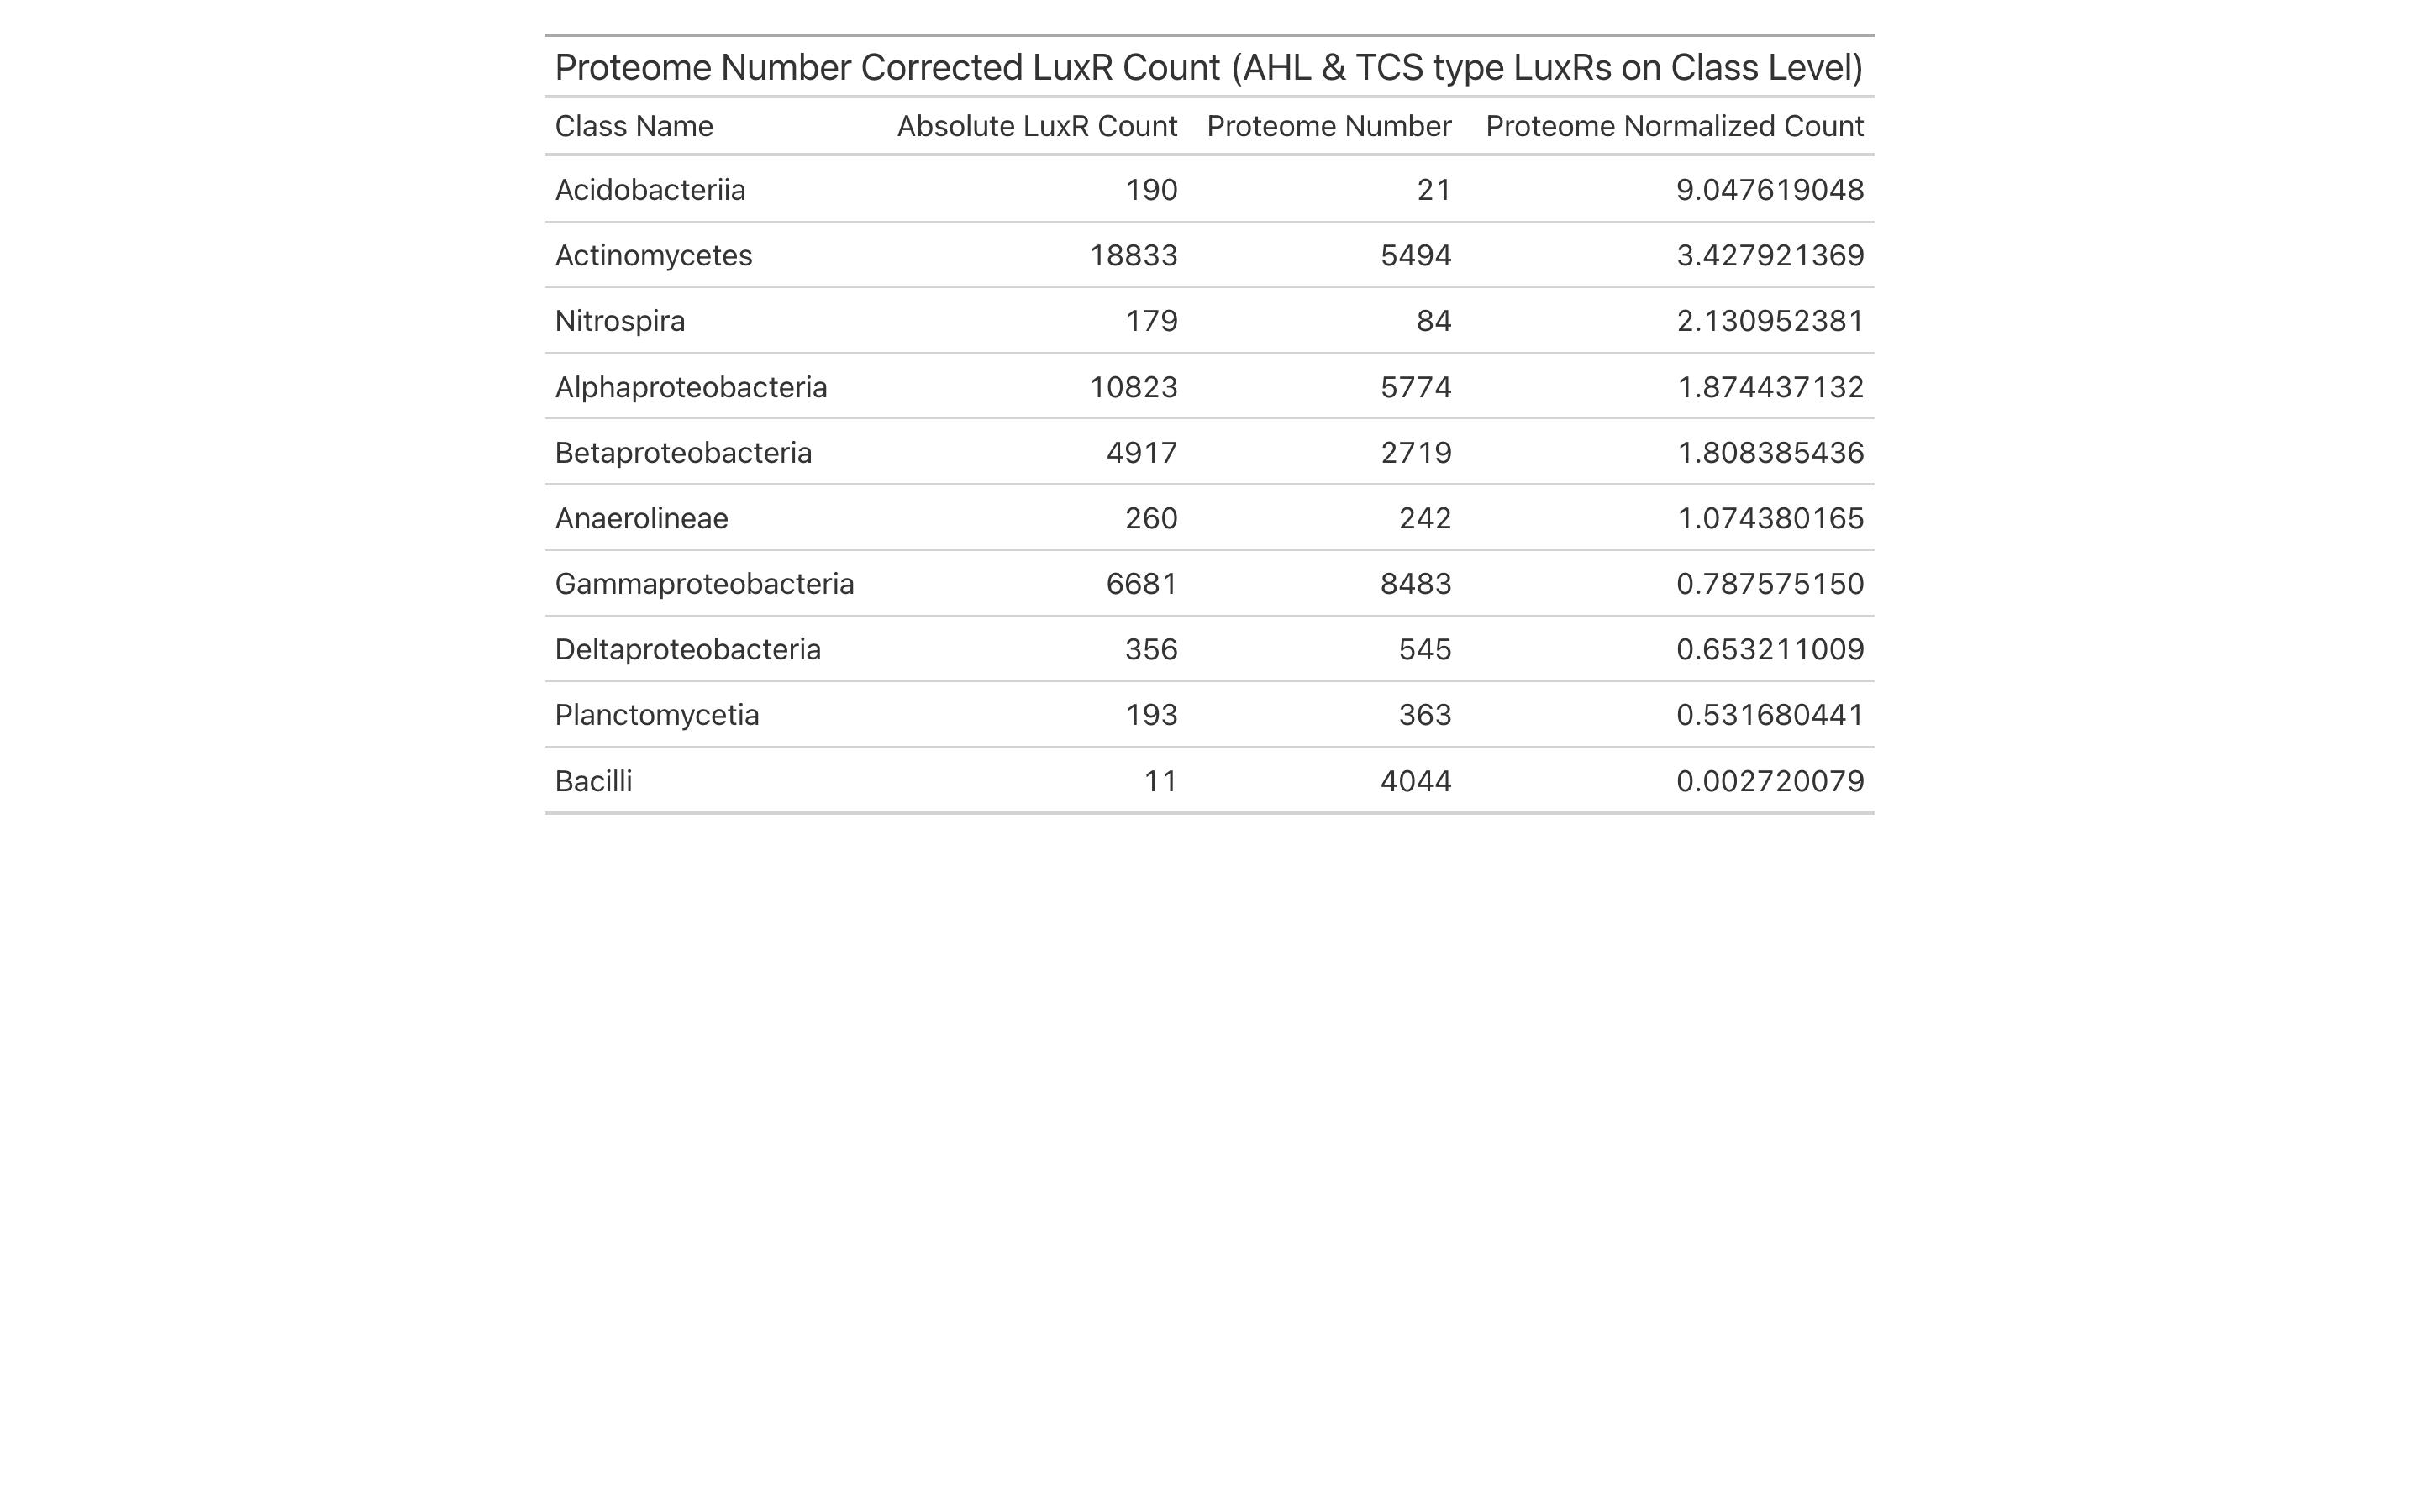 Proteome Number Corrected LuxR Count (AHL & TCS type LuxRs on Class Level)
Class Name Absolute LuxR Count Proteome Number Proteome Normalized Count
Acidobacteriia 190 21 9.047619048
Actinomycetes 18833 5494 3.427921369
Nitrospira 179 84 2.130952381
Alphaproteobacteria 10823 5774 1.874437132
Betaproteobacteria 4917 2719 1.808385436
Anaerolineae 260 242 1.074380165
Gammaproteobacteria 6681 8483 0.787575150
Deltaproteobacteria 356 545 0.653211009
Planctomycetia 193 363 0.531680441
Bacilli 11 4044 0.002720079